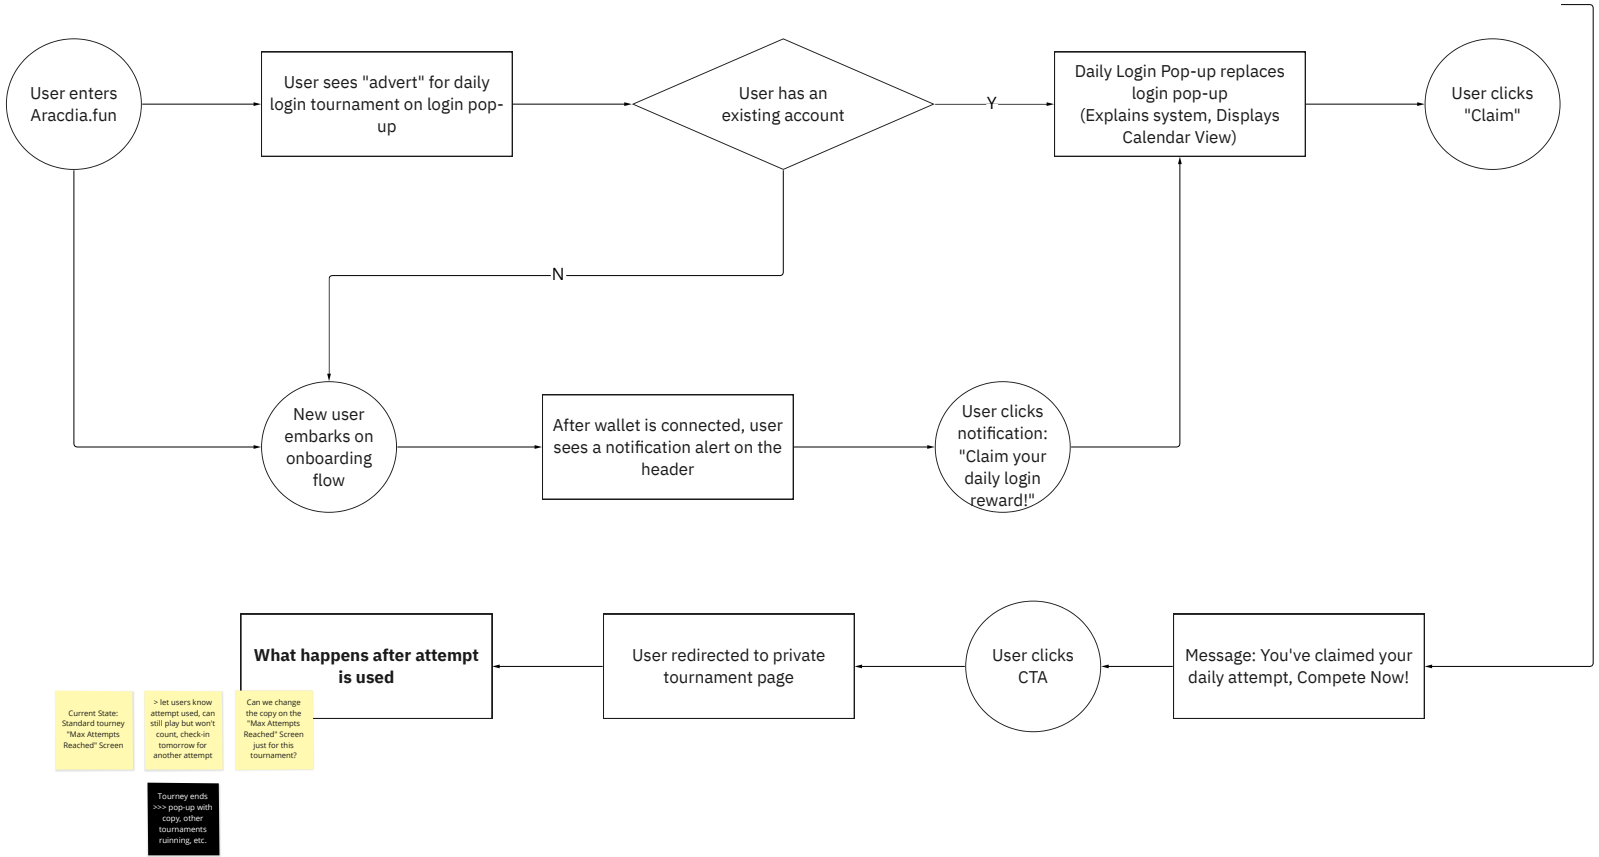 User enters
Aracdia.fun
User sees "advert" for daily
login tournament on login pop-
up
User has an
existing account
Y
Daily Login Pop-up replaces
login pop-up
(Explains system, Displays
Calendar View)
User clicks
"Claim"
N
New user
embarks on
onboarding
flow
After wallet is connected, user
sees a notification alert on the
header
User clicks
notification:
"Claim your
daily login
reward!"
What happens after attempt
is used
User redirected to private
tournament page
User clicks
CTA
Message: You've claimed your
daily attempt, Compete Now!
Current State:
Standard tourney
"Max Attempts
Reached" Screen
> let users know
attempt used, can
still play but won't
count, check-in
tomorrow for
another attempt
Can we change
the copy on the
"Max Attempts
Reached" Screen
just for this
tournament?
Tourney ends
>>> pop-up with
copy, other
tournaments
ruinning, etc.